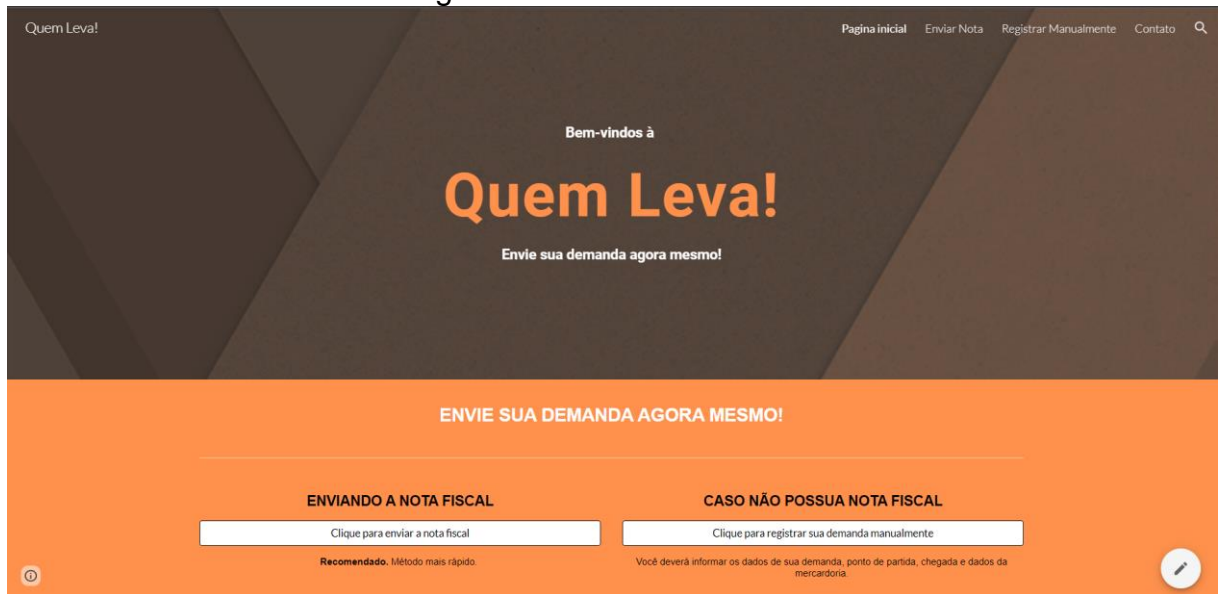 Quem Leva!
Pagina inicial Enviar Nota Registrar Manualmente Contato
Bem-vindos à
Quem Leva!
Envie sua demanda agora mesmo!
ENVIE SUA DEMANDA AGORA MESMO!
ENVIANDO A NOTA FISCAL
Clique para enviar a nota fiscal
Recomendado. Método mais rápido.
CASO NÃO POSSUA NOTA FISCAL
Clique para registrar sua demanda manualmente
Você deverá informar os dados de sua demanda, ponto de partida, chegada e dados da
mercardoria.